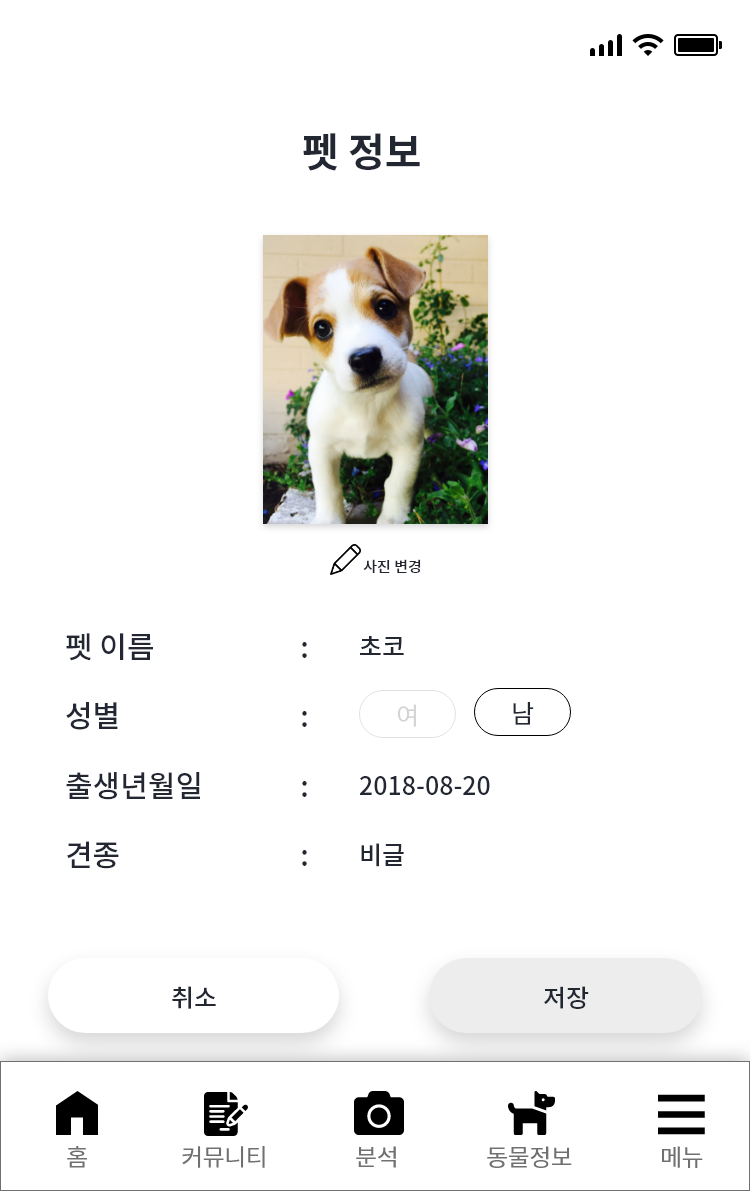 펫 정보
사진 변경
펫 이름 : 초코
성별 : 여 남
출생년월일 : 2018-08-20
견종 : 비글
취소 저장
홈 커뮤니티 분석 동물정보 메뉴